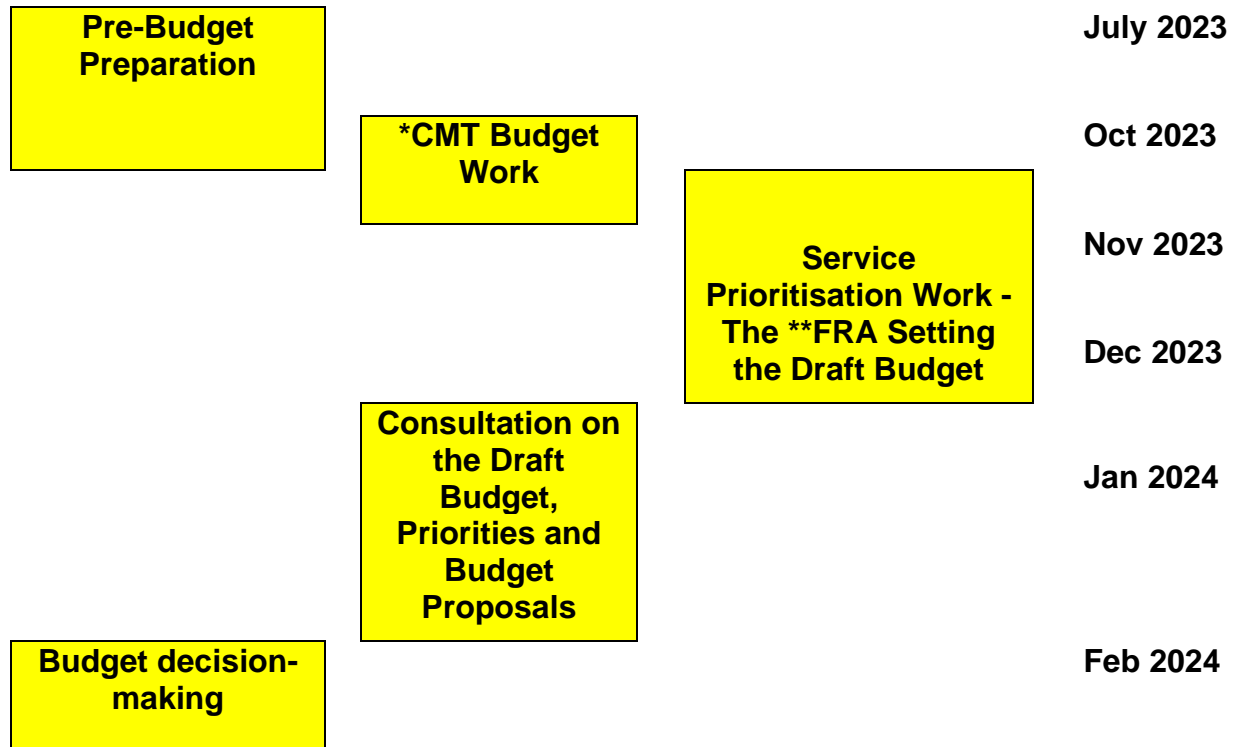 Pre-Budget
Preparation
July 2023
*CMT Budget
Work
Oct 2023
Service
Prioritisation Work -
The **FRA Setting
the Draft Budget
Nov 2023
Dec 2023
Consultation on
the Draft
Budget,
Priorities and
Budget
Proposals
Jan 2024
Budget decision-
making
Feb 2024